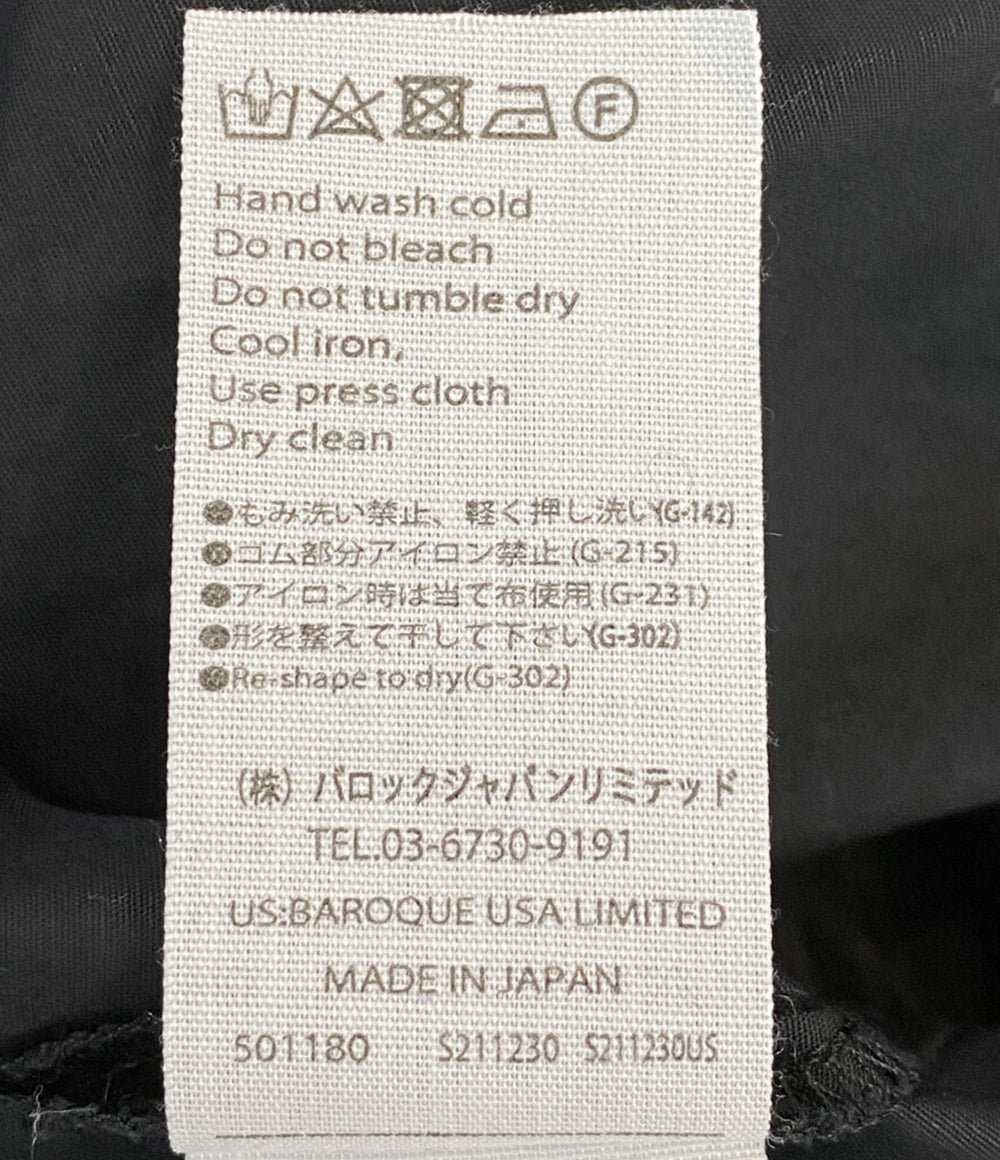 F
Hand wash cold
Do not bleach
Do not tumble dry
Cool iron,
Use press cloth
Dry clean
●もみ洗い禁止、軽く押し洗い(G-142)
●ゴム部分アイロン禁止 (G-215)
●アイロン時は当て布使用(G-231)
●形を整えて干して下さい(G-302)
●Re-shape to dry(G-302)
(株) バロックジャパンリミテッド
TEL.03-6730-9191
US:BAROQUE USA LIMITED
MADE IN JAPAN
501180 S211230 S211230US